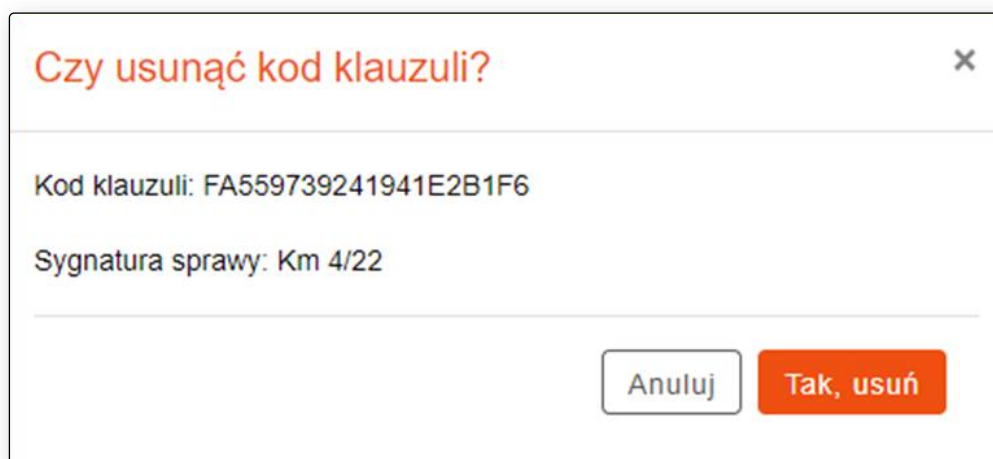 Czy usunąć kod klauzuli?
×
Kod klauzuli: FA559739241941E2B1F6
Sygnatura sprawy: Km 4/22
Anuluj
Tak, usuń